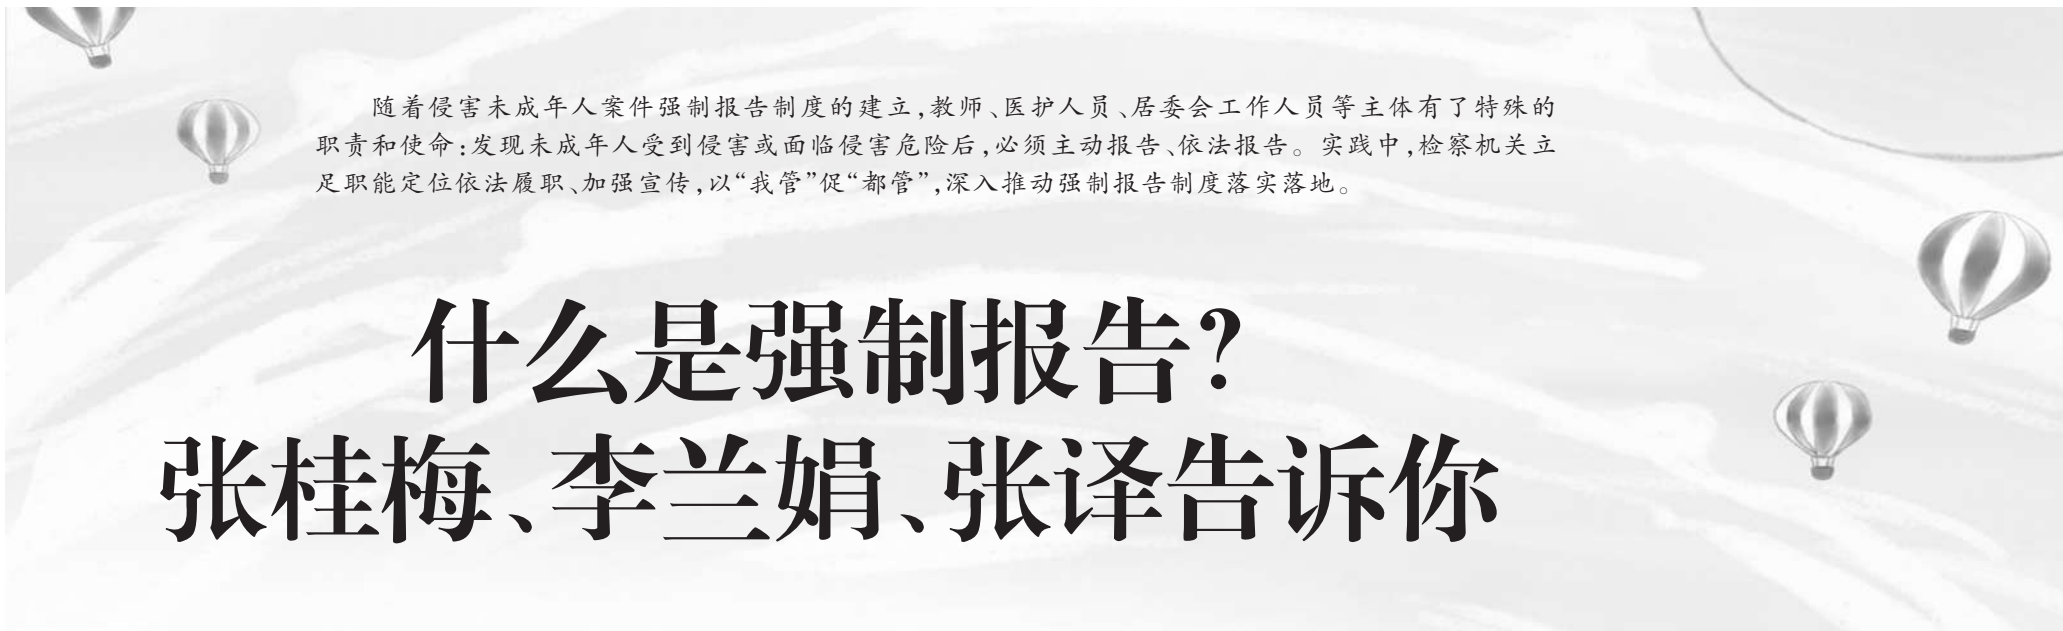 随着侵害未成年人案件强制报告制度的建立,教师、医护人员、居委会工作人员等主体有了特殊的
职责和使命:发现未成年人受到侵害或面临侵害危险后,必须主动报告、依法报告。实践中,检察机关立
足职能定位依法履职、加强宣传,以“我管”促“都管”,深入推动强制报告制度落实落地。
什么是强制报告?
张桂梅、李兰娟、张译告诉你